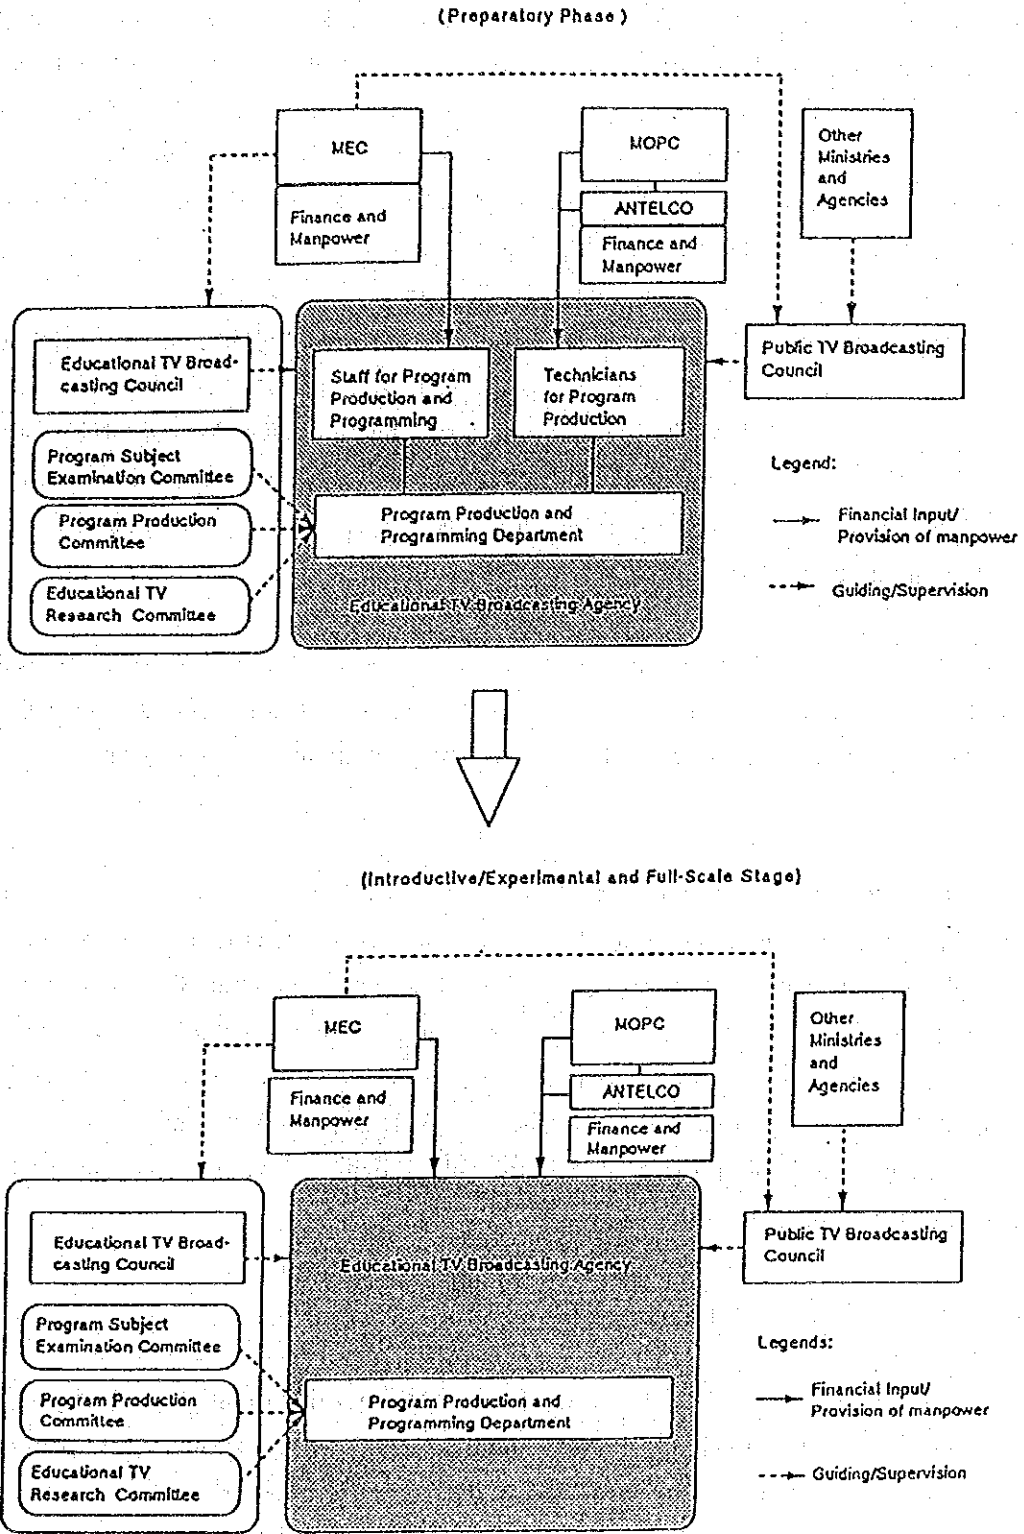 (Preparatory Phase)
MEC
Finance and
Manpower
MOPC
ANTELCO
Finance and
Manpower
Other
Ministries
and
Agencies
Educational TV Broad-
casting Council
Program Subject
Examination Committee
Program Production
Committee
Educational TV
Research Committee
Staff for Program
Production and
Programming
Technicians
for Program
Production
Program Production and
Programming Department
Educational TV Broadcasting Agency
Public TV Broadcasting
Council
Legend:
Financial Input/
Provision of manpower
Guiding/Supervision
(Introductive/Experimental and Full-Scale Stage)
MEC
Finance and
Manpower
MOPC
ANTELCO
Finance and
Manpower
Other
Ministries
and
Agencies
Educational TV Broad-
casting Council
Program Subject
Examination Committee
Program Production
Committee
Educational TV
Research Committee
Educational TV Broadcasting Agency
Program Production and
Programming Department
Public TV Broadcasting
Council
Legends:
Financial Input/
Provision of manpower
Guiding/Supervision